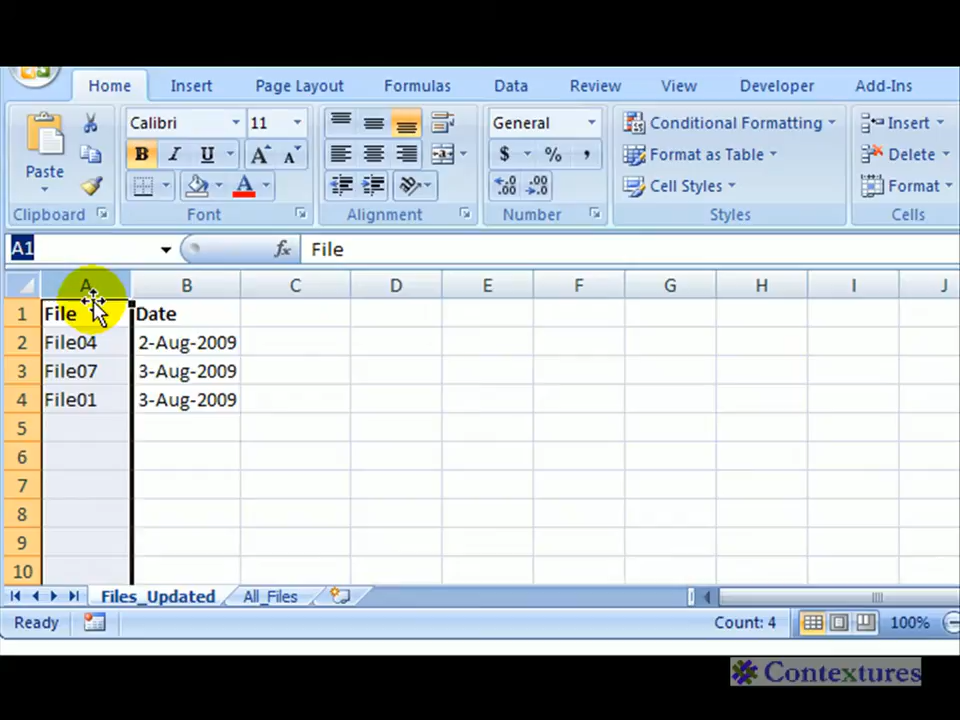 Home Insert Page Layout Formulas Data Review View Developer Add-Ins
Calibri 11 General Conditional Formatting Insert
Paste B I U A A $ % , Format as Table Delete
A .00 .0 Cell Styles Format
Clipboard Font Alignment Number Styles Cells
A1 fx File
A B C D E F G H I J
1 File Date
2 File04 2-Aug-2009
3 File07 3-Aug-2009
4 File01 3-Aug-2009
5
6
7
8
9
10
Files_Updated All_Files
Ready Count: 4 100%
Contextures